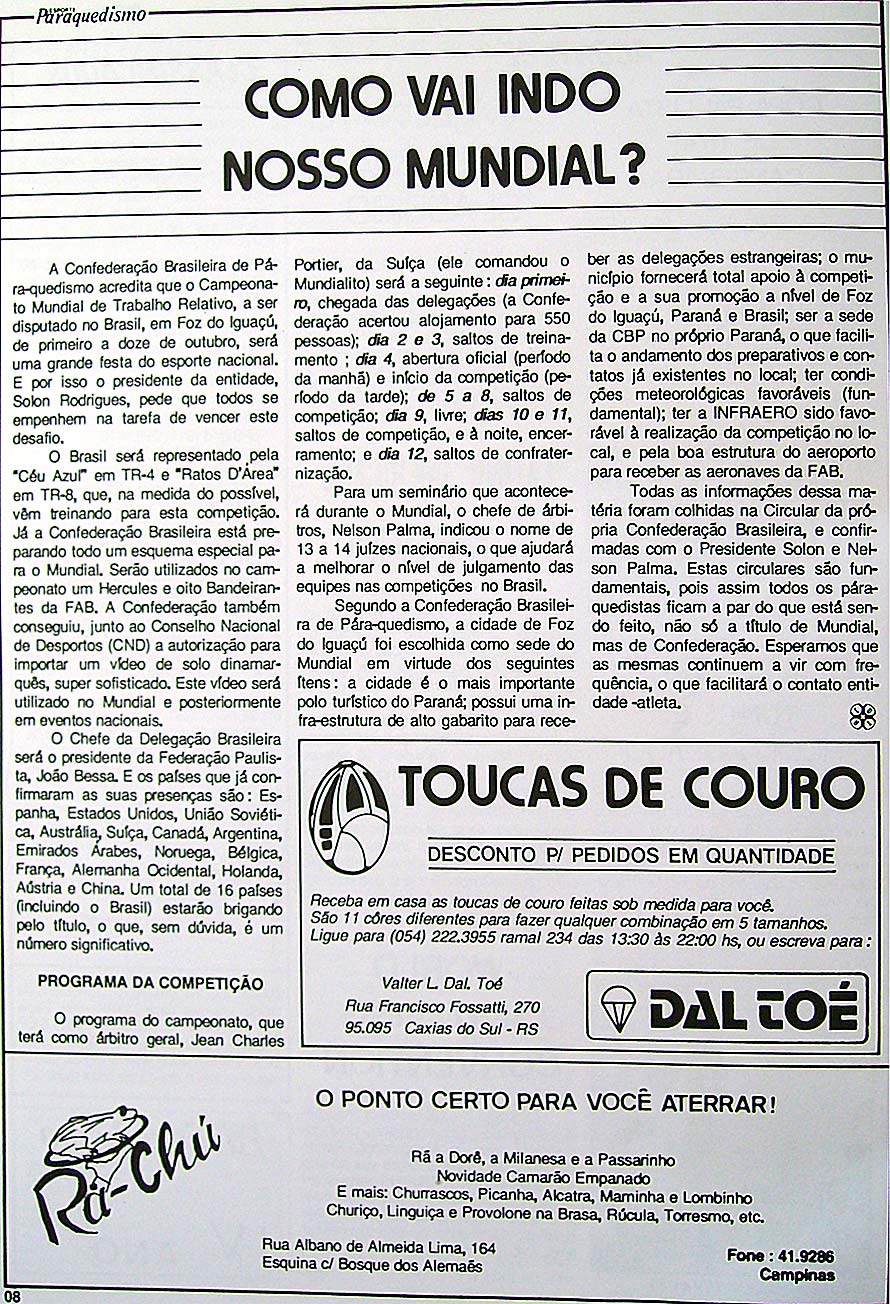 ESPORTE
Páraquedismo
COMO VAI INDO
NOSSO MUNDIAL?
A Confederação Brasileira de Pá-
ra-quedismo acredita que o Campeona-
to Mundial de Trabalho Relativo, a ser
disputado no Brasil, em Foz do Iguaçú,
de primeiro a doze de outubro, será
uma grande festa do esporte nacional.
E por isso o presidente da entidade,
Solon Rodrigues, pede que todos se
empenhem na tarefa de vencer este
desafio.
O Brasil será representado pela
"Céu Azul" em TR-4 e "Ratos D'Área"
em TR-8, que, na medida do possível,
vêm treinando para esta competição.
Já a Confederação Brasileira está pre-
parando todo um esquema especial pa-
ra o Mundial. Serão utilizados no cam-
peonato um Hercules e oito Bandeiran-
tes da FAB. A Confederação também
conseguiu, junto ao Conselho Nacional
de Desportos (CND) a autorização para
importar um vídeo de solo dinamar-
quês, super sofisticado. Este vídeo será
utilizado no Mundial e posteriormente
em eventos nacionais.
O Chefe da Delegação Brasileira
será o presidente da Federação Paulis-
ta, João Bessa. E os países que já con-
firmaram as suas presenças são: Es-
panha, Estados Unidos, União Soviéti-
ca, Austrália, Suíça, Canadá, Argentina,
Emirados Árabes, Noruega, Bélgica,
França, Alemanha Ocidental, Holanda,
Aústria e China. Um total de 16 países
(incluindo o Brasil) estarão brigando
pelo título, o que, sem dúvida, é um
número significativo.
PROGRAMA DA COMPETIÇÃO
O programa do campeonato, que
terá como árbitro geral, Jean Charles
Portier, da Suíça (ele comandou o
Mundialito) será a seguinte: dia primei-
ro, chegada das delegações (a Confe-
deração acertou alojamento para 550
pessoas); dia 2 e 3, saltos de treina-
mento ; dia 4, abertura oficial (período
da manhã) e início da competição (pe-
ríodo da tarde); de 5 a 8, saltos de
competição; dia 9, livre; dias 10 e 11,
saltos de competição, e à noite, encer-
ramento; e dia 12, saltos de confrater-
nização.
Para um seminário que acontece-
rá durante o Mundial, o chefe de árbi-
tros, Nelson Palma, indicou o nome de
13 a 14 juízes nacionais, o que ajudará
a melhorar o nível de julgamento das
equipes nas competições no Brasil.
Segundo a Confederação Brasilei-
ra de Pára-quedismo, a cidade de Foz
do Iguaçú foi escolhida como sede do
Mundial em virtude dos seguintes
ítens: a cidade é o mais importante
polo turístico do Paraná; possui uma in-
fra-estrutura de alto gabarito para rece-
ber as delegações estrangeiras; o mu-
nicípio fornecerá total apoio à competi-
ção e a sua promoção a nível de Foz
do Iguaçú, Paraná e Brasil; ser a sede
da CBP no próprio Paraná, o que facili-
ta o andamento dos preparativos e con-
tatos já existentes no local; ter condi-
ções meteorológicas favoráveis (fun-
damental); ter a INFRAERO sido favo-
rável à realização da competição no lo-
cal, e pela boa estrutura do aeroporto
para receber as aeronaves da FAB.
Todas as informações dessa ma-
téria foram colhidas na Circular da pró-
pria Confederação Brasileira, e confir-
madas com o Presidente Solon e Nel-
son Palma. Estas circulares são fun-
damentais, pois assim todos os pára-
quedistas ficam a par do que está sen-
do feito, não só a título de Mundial,
mas de Confederação. Esperamos que
as mesmas continuem a vir com fre-
quência, o que facilitará o contato enti-
dade -atleta.
TOUCAS DE COURO
DESCONTO P/ PEDIDOS EM QUANTIDADE
Receba em casa as toucas de couro feitas sob medida para você.
São 11 côres diferentes para fazer qualquer combinação em 5 tamanhos.
Ligue para (054) 222.3955 ramal 234 das 13:30 às 22:00 hs, ou escreva para :
Valter L. Dal. Toé
Rua Francisco Fossatti, 270
95.095 Caxias do Sul - RS
DAL TOÉ
Rã-Chú
O PONTO CERTO PARA VOCÊ ATERRAR!
Rã a Dorê, a Milanesa e a Passarinho
Novidade Camarão Empanado
E mais: Churrascos, Picanha, Alcatra, Maminha e Lombinho
Churiço, Linguiça e Provolone na Brasa, Rúcula, Torresmo, etc.
Rua Albano de Almeida Lima, 164
Esquina c/ Bosque dos Alemaẽs
Fone : 41.9286
Campinas
08